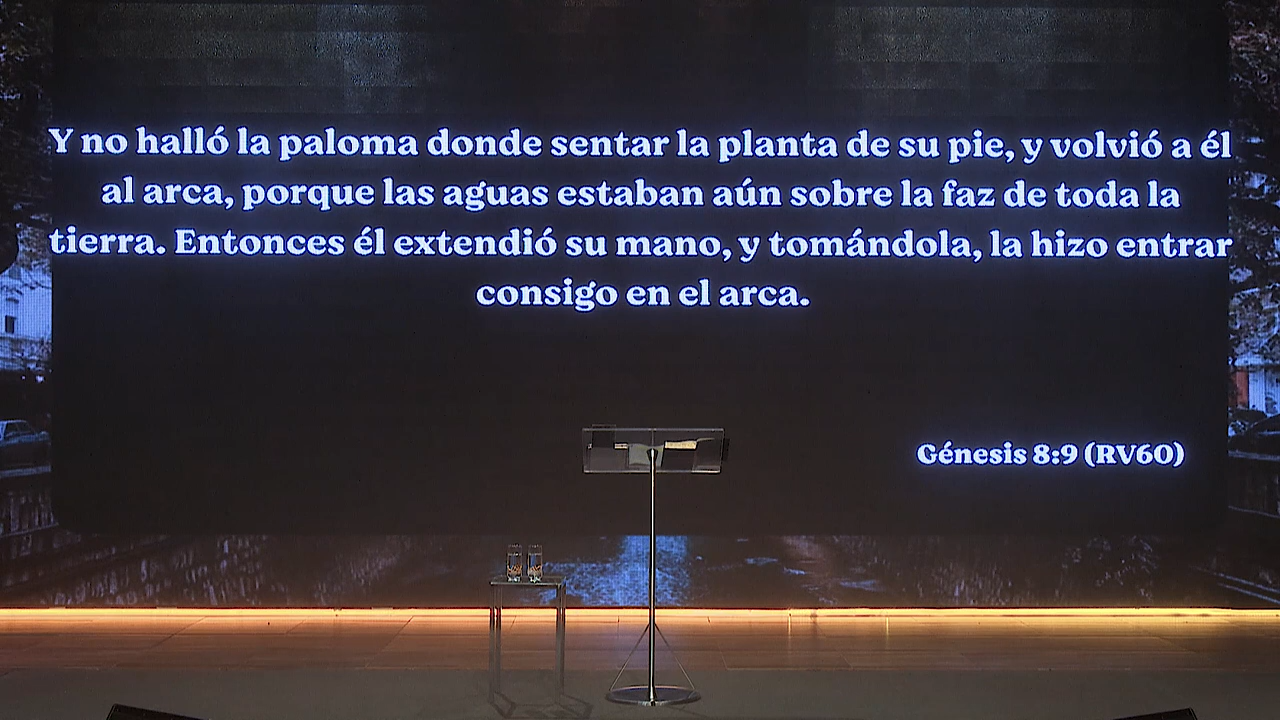 Y no halló la paloma donde sentar la planta de su pie, y volvió a él
al arca, porque las aguas estaban aún sobre la faz de toda la
tierra. Entonces él extendió su mano, y tomándola, la hizo entrar
consigo en el arca.
Génesis 8:9 (RV60)